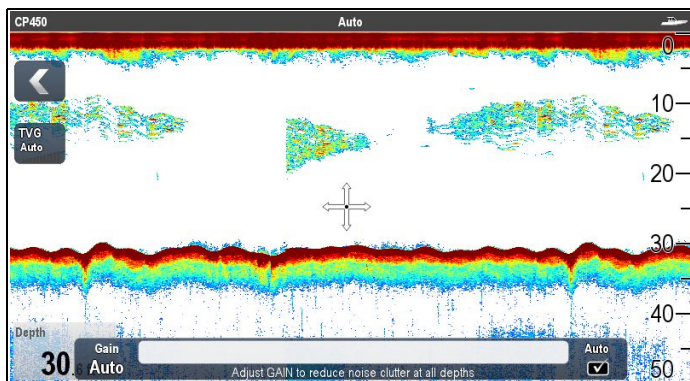 CP450
Auto
0
10
TVG
Auto
20
30
40
50
Depth
30.6
Gain
Auto
Auto
Adjust GAIN to reduce noise clutter at all depths